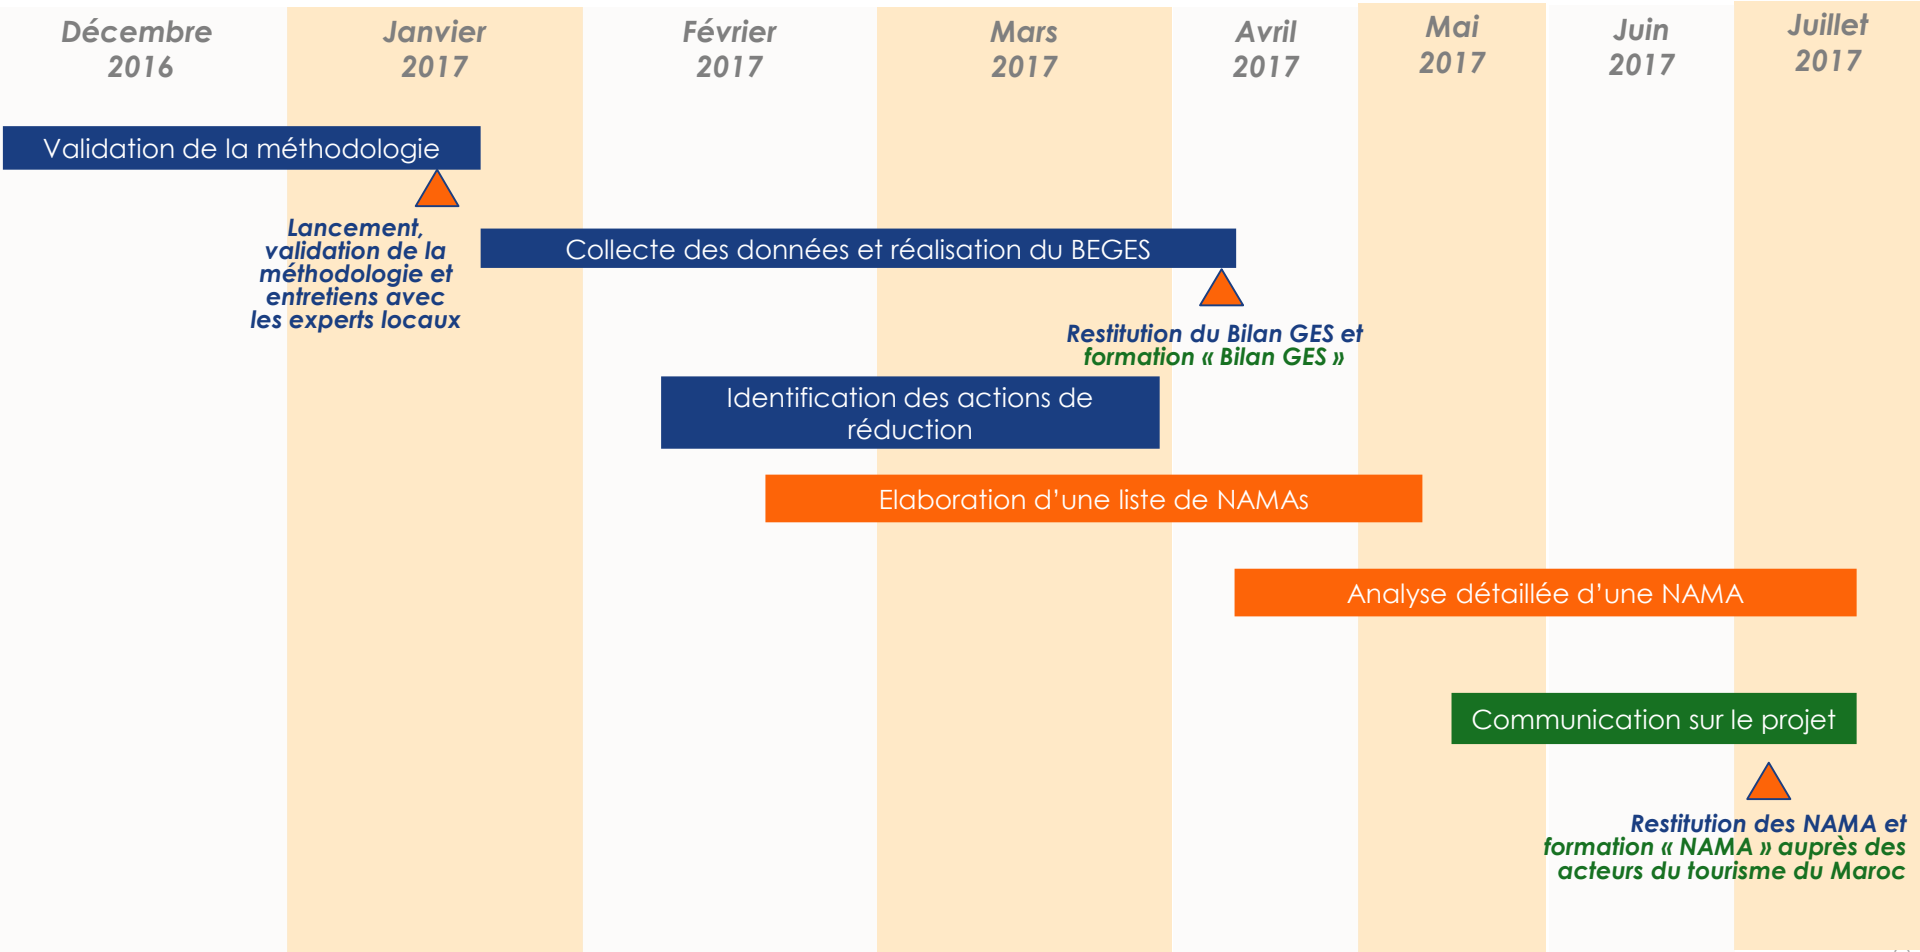 Décembre
2016
Janvier
2017
Février
2017
Mars
2017
Avril
2017
Mai
2017
Juin
2017
Juillet
2017
Validation de la méthodologie
Lancement,
validation de la
méthodologie et
entretiens avec
les experts locaux
Collecte des données et réalisation du BEGES
Restitution du Bilan GES et
formation « Bilan GES »
Identification des actions de
réduction
Elaboration d’une liste de NAMAs
Analyse détaillée d’une NAMA
Communication sur le projet
Restitution des NAMA et
formation « NAMA » auprès des
acteurs du tourisme du Maroc